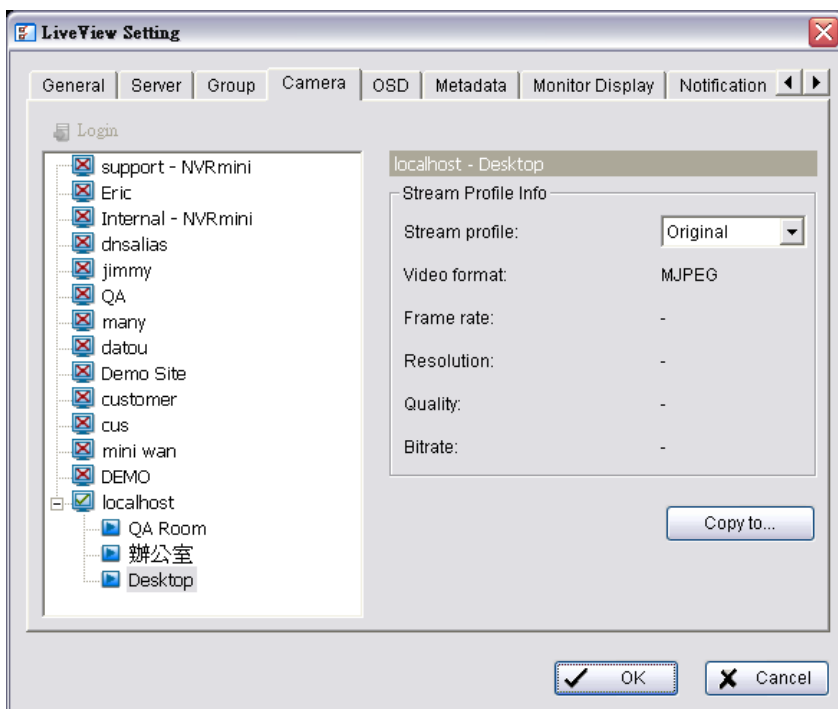 LiveView Setting
General Server Group Camera OSD Metadata Monitor Display Notification
Login
support - NVRmini
Eric
Internal - NVRmini
dnsalias
jimmy
QA
many
datou
Demo Site
customer
cus
mini wan
DEMO
localhost
QA Room
辦公室
Desktop
localhost - Desktop
Stream Profile Info
Stream profile: Original
Video format: MJPEG
Frame rate: -
Resolution: -
Quality: -
Bitrate: -
Copy to...
OK Cancel